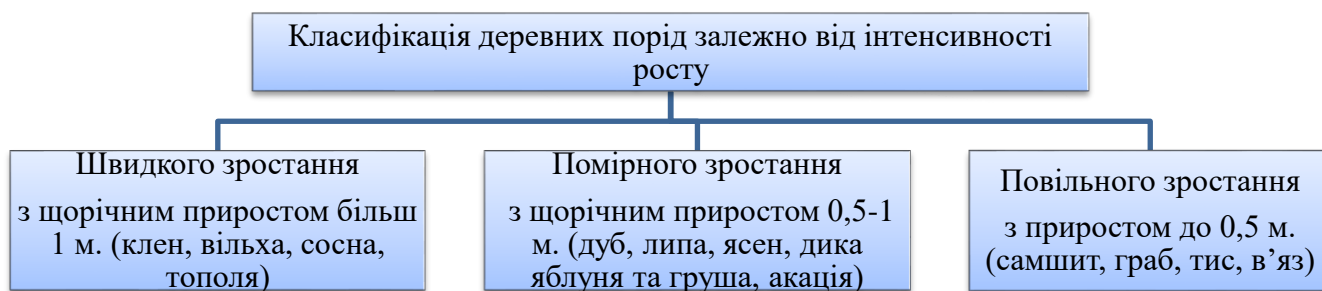 Класифікація деревних порід залежно від інтенсивності
росту
Швидкого зростання
з щорічним приростом більш
1 м. (клен, вільха, сосна,
тополя)
Помірного зростання
з щорічним приростом 0,5-1
м. (дуб, липа, ясен, дика
яблуня та груша, акація)
Повільного зростання
з приростом до 0,5 м.
(самшит, граб, тис, в’яз)